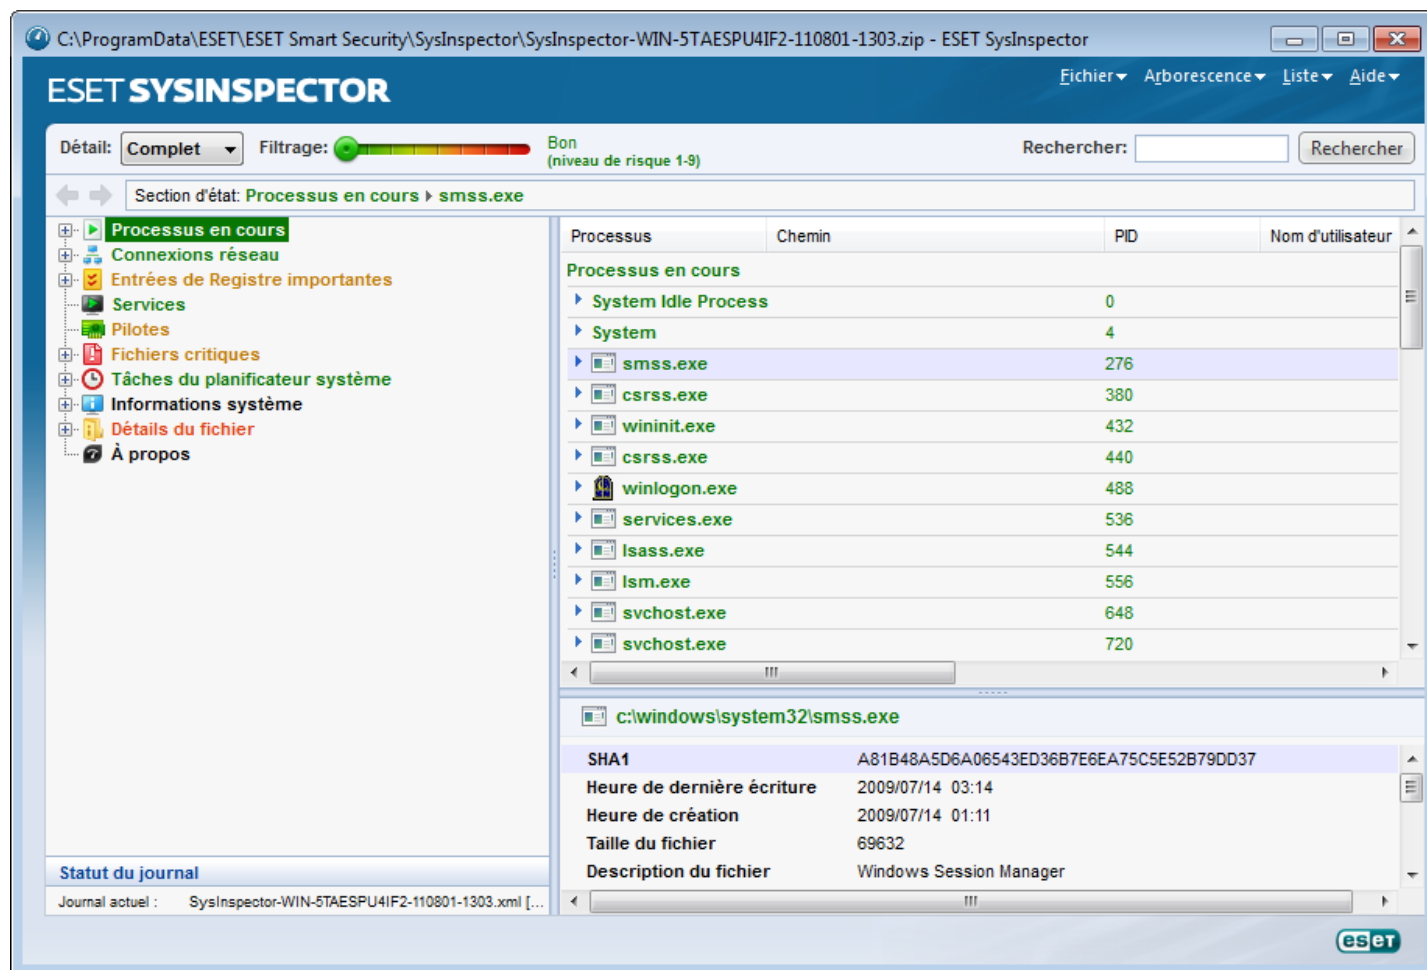 C:\ProgramData\ESET\ESET Smart Security\SysInspector\SysInspector-WIN-5TAESPU4IF2-110801-1303.zip - ESET SysInspector
ESET SYSINSPECTOR
Fichier Arborescence Liste Aide
Détail: Complet Filtrage: Bon (niveau de risque 1-9) Rechercher: Rechercher
Section d'état: Processus en cours smss.exe
Processus en cours
Connexions réseau
Entrées de Registre importantes
Services
Pilotes
Fichiers critiques
Tâches du planificateur système
Informations système
Détails du fichier
À propos
Statut du journal
Journal actuel : SysInspector-WIN-5TAESPU4IF2-110801-1303.xml [...
Processus Chemin PID Nom d'utilisateur
Processus en cours
System Idle Process 0
System 4
smss.exe 276
csrss.exe 380
wininit.exe 432
csrss.exe 440
winlogon.exe 488
services.exe 536
lsass.exe 544
lsm.exe 556
svchost.exe 648
svchost.exe 720
c:\windows\system32\smss.exe
SHA1 A81B48A5D6A06543ED36B7E6EA75C5E52B79DD37
Heure de dernière écriture 2009/07/14 03:14
Heure de création 2009/07/14 01:11
Taille du fichier 69632
Description du fichier Windows Session Manager
eset